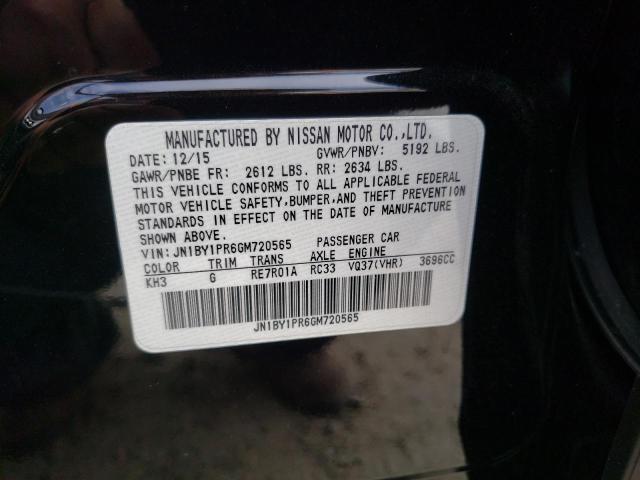 MANUFACTURED BY NISSAN MOTOR CO.,LTD.
DATE: 12/15 GVWR/PNBV: 5192 LBS.
GAWR/PNBE FR: 2612 LBS. RR: 2634 LBS.
THIS VEHICLE CONFORMS TO ALL APPLICABLE FEDERAL
MOTOR VEHICLE SAFETY,BUMPER,AND THEFT PREVENTION
STANDARDS IN EFFECT ON THE DATE OF MANUFACTURE
SHOWN ABOVE.
VIN: JN1BY1PR6GM720565 PASSENGER CAR
COLOR TRIM TRANS AXLE ENGINE
KH3 G RE7R01A RC33 VQ37(VHR) 3696CC
JN1BY1PR6GM720565